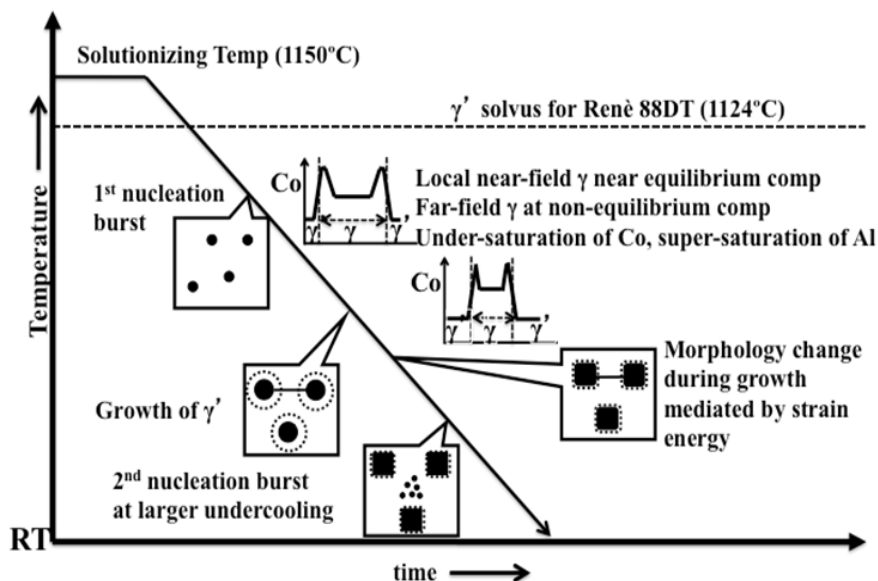 Solutionizing Temp (1150ºC)
γ’ solvus for Renè 88DT (1124ºC)
Temperature
1st nucleation
burst
Co
γ’ γ γ’
Local near-field γ near equilibrium comp
Far-field γ at non-equilibrium comp
Under-saturation of Co, super-saturation of Al
Co
γ’ γ γ’
Growth of γ’
Morphology change
during growth
mediated by strain
energy
2nd nucleation burst
at larger undercooling
RT
time